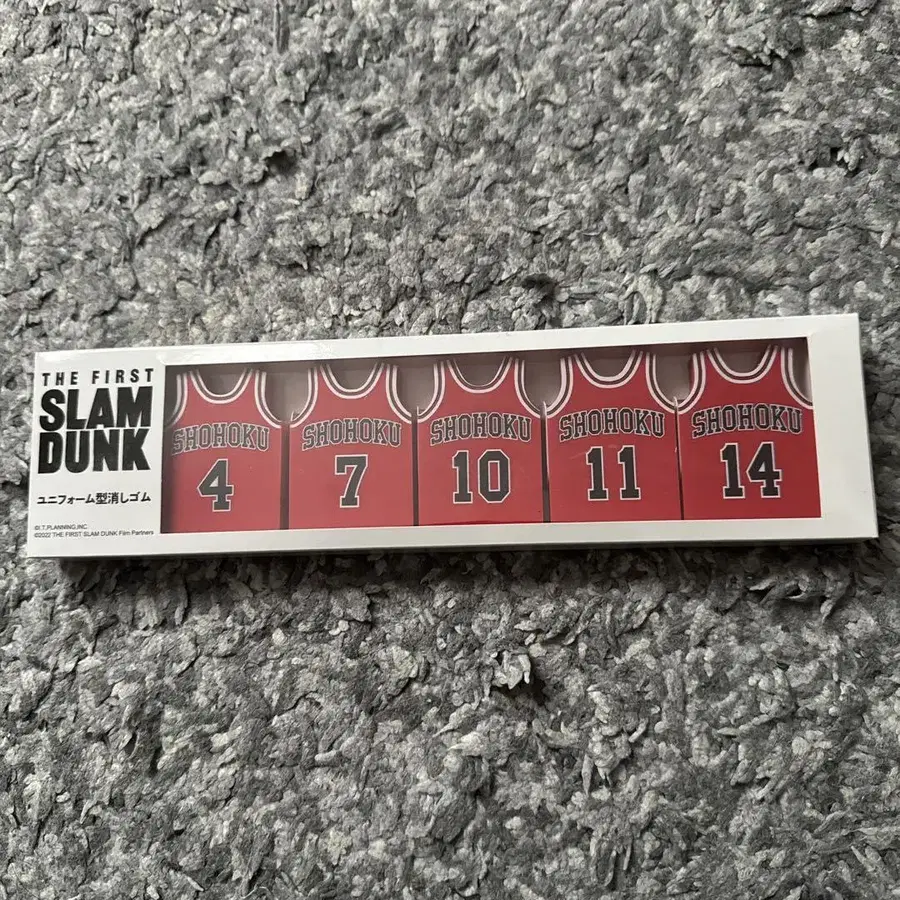 THE FIRST
SLAM
DUNK
ユニフォーム型消しゴム
©I.T.PLANNING,INC.
©2022 THE FIRST SLAM DUNK Film Partners
SHOHOKU
4
SHOHOKU
7
SHOHOKU
10
SHOHOKU
11
SHOHOKU
14